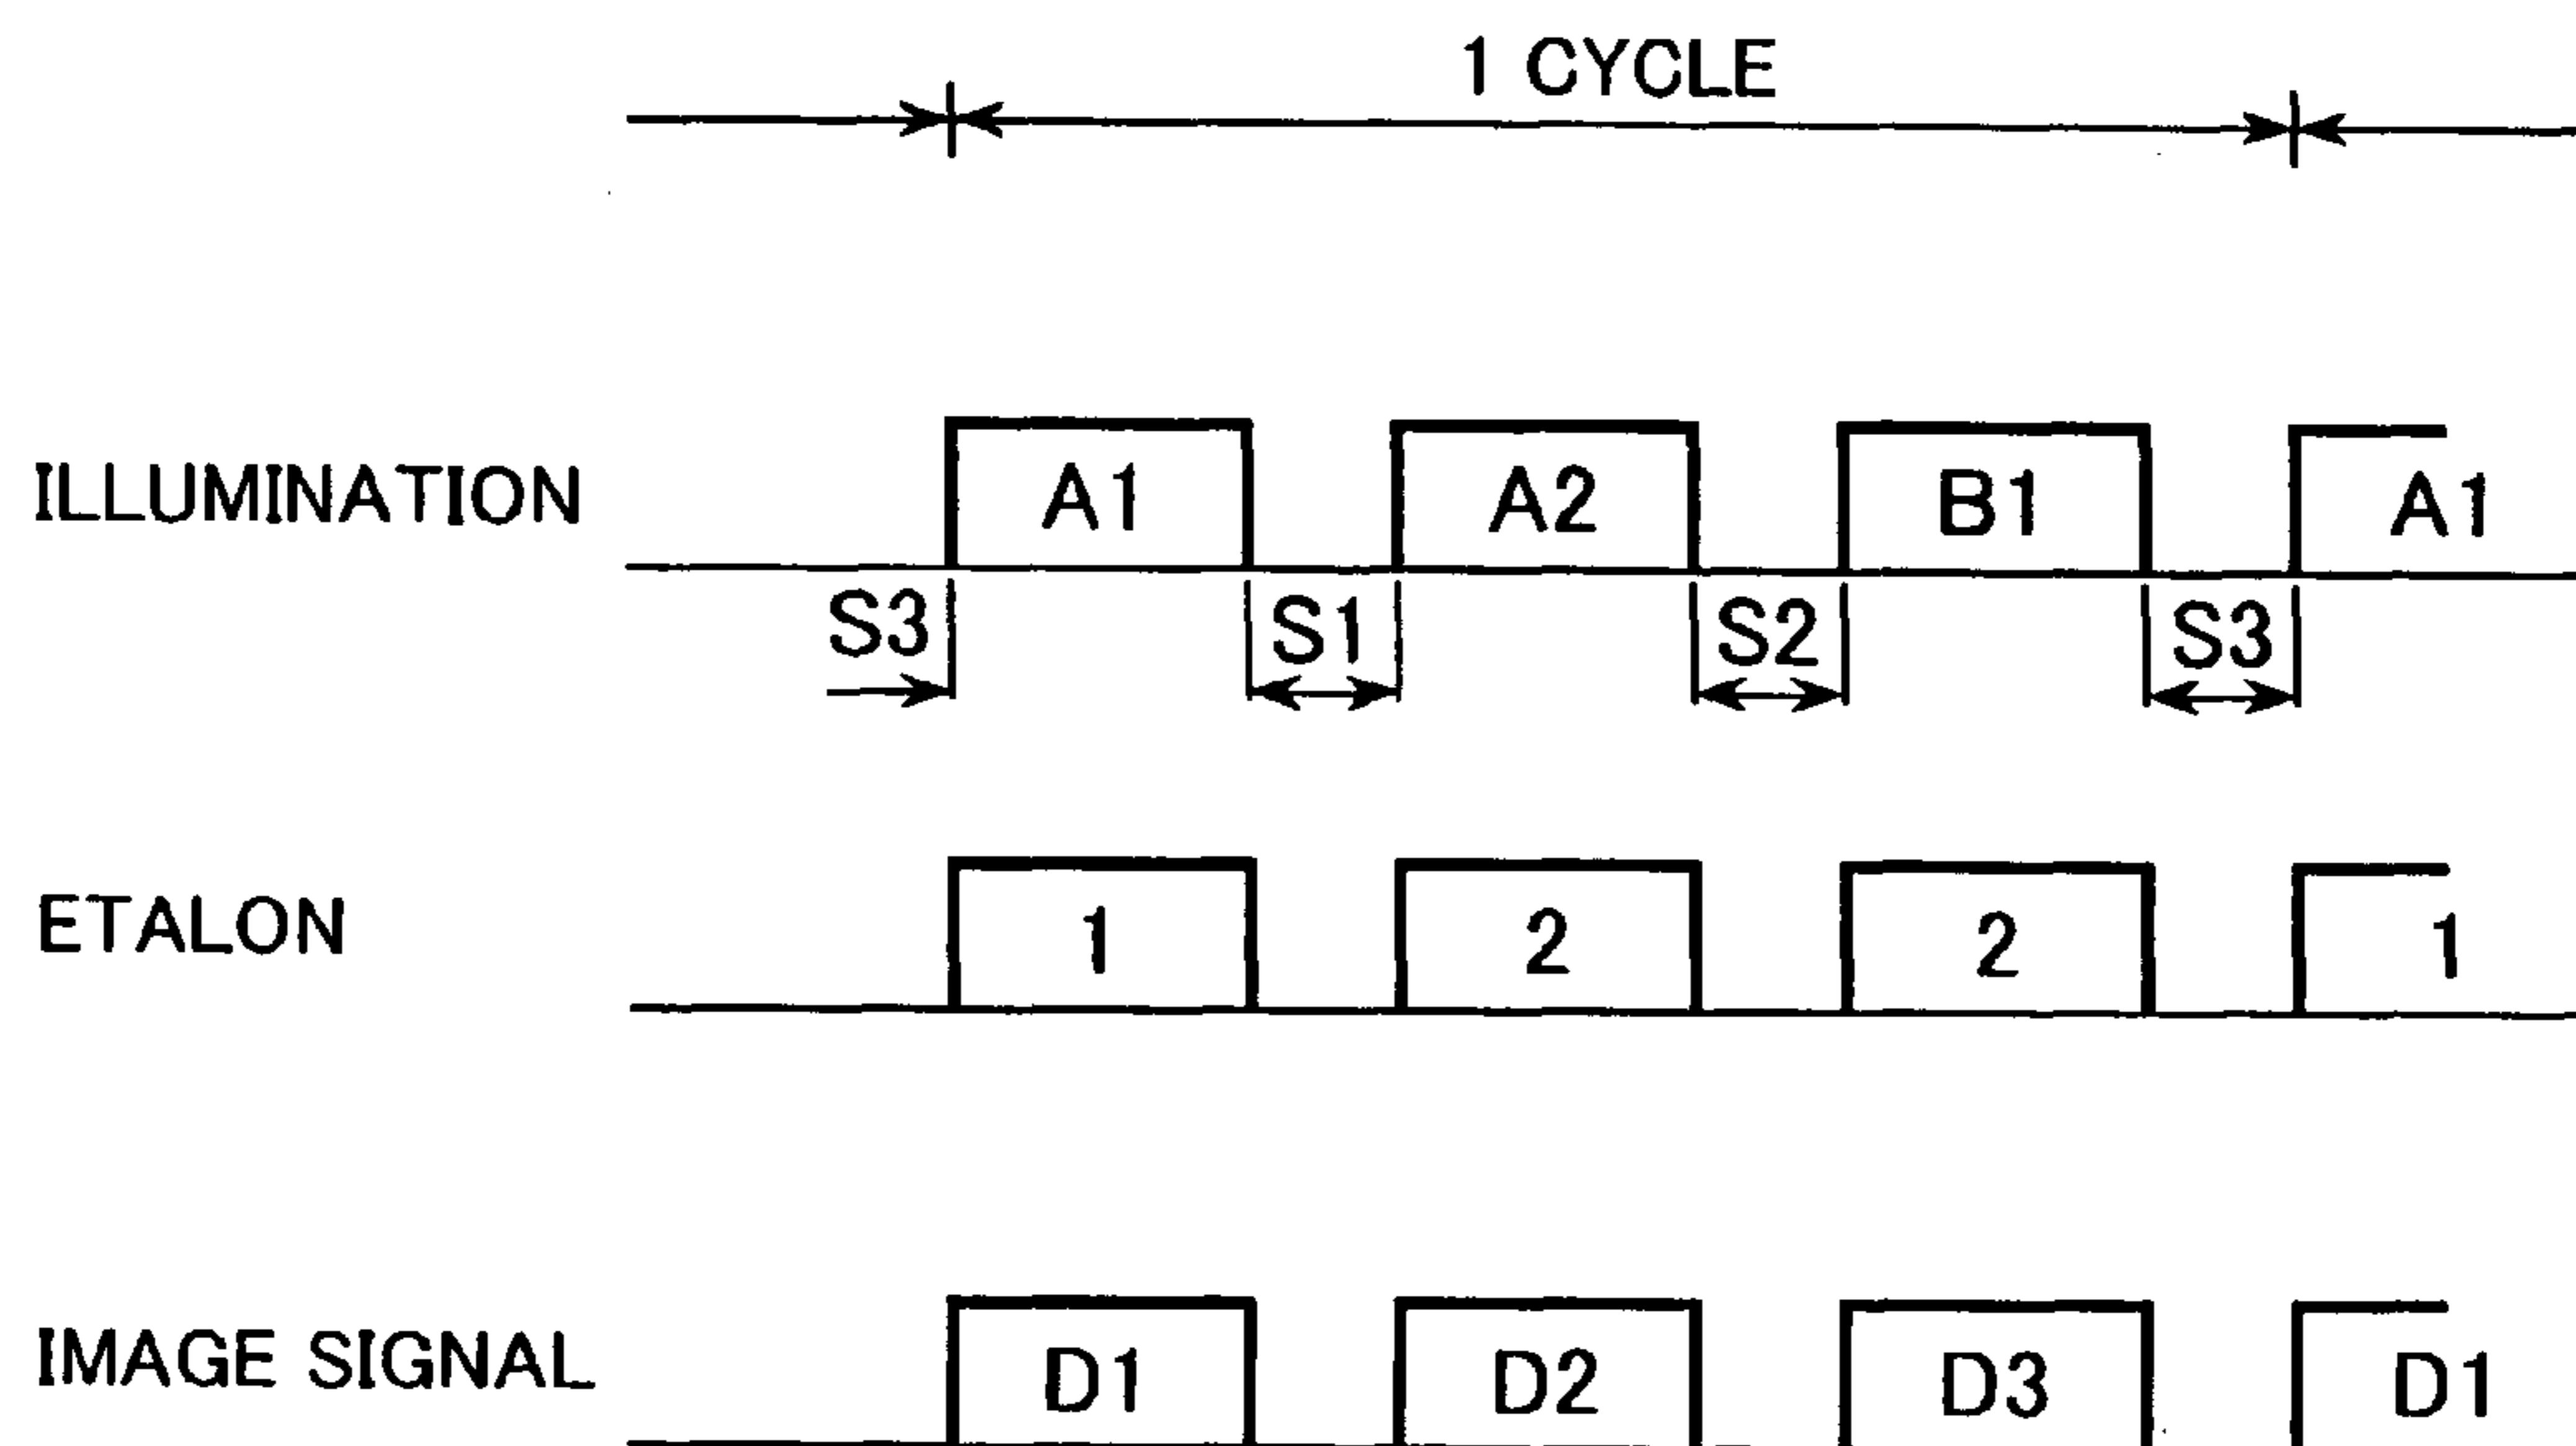 1 CYCLE
ILLUMINATION A1 A2 B1 A1
S3 S1 S2 S3
ETALON 1 2 2 1
IMAGE SIGNAL D1 D2 D3 D1